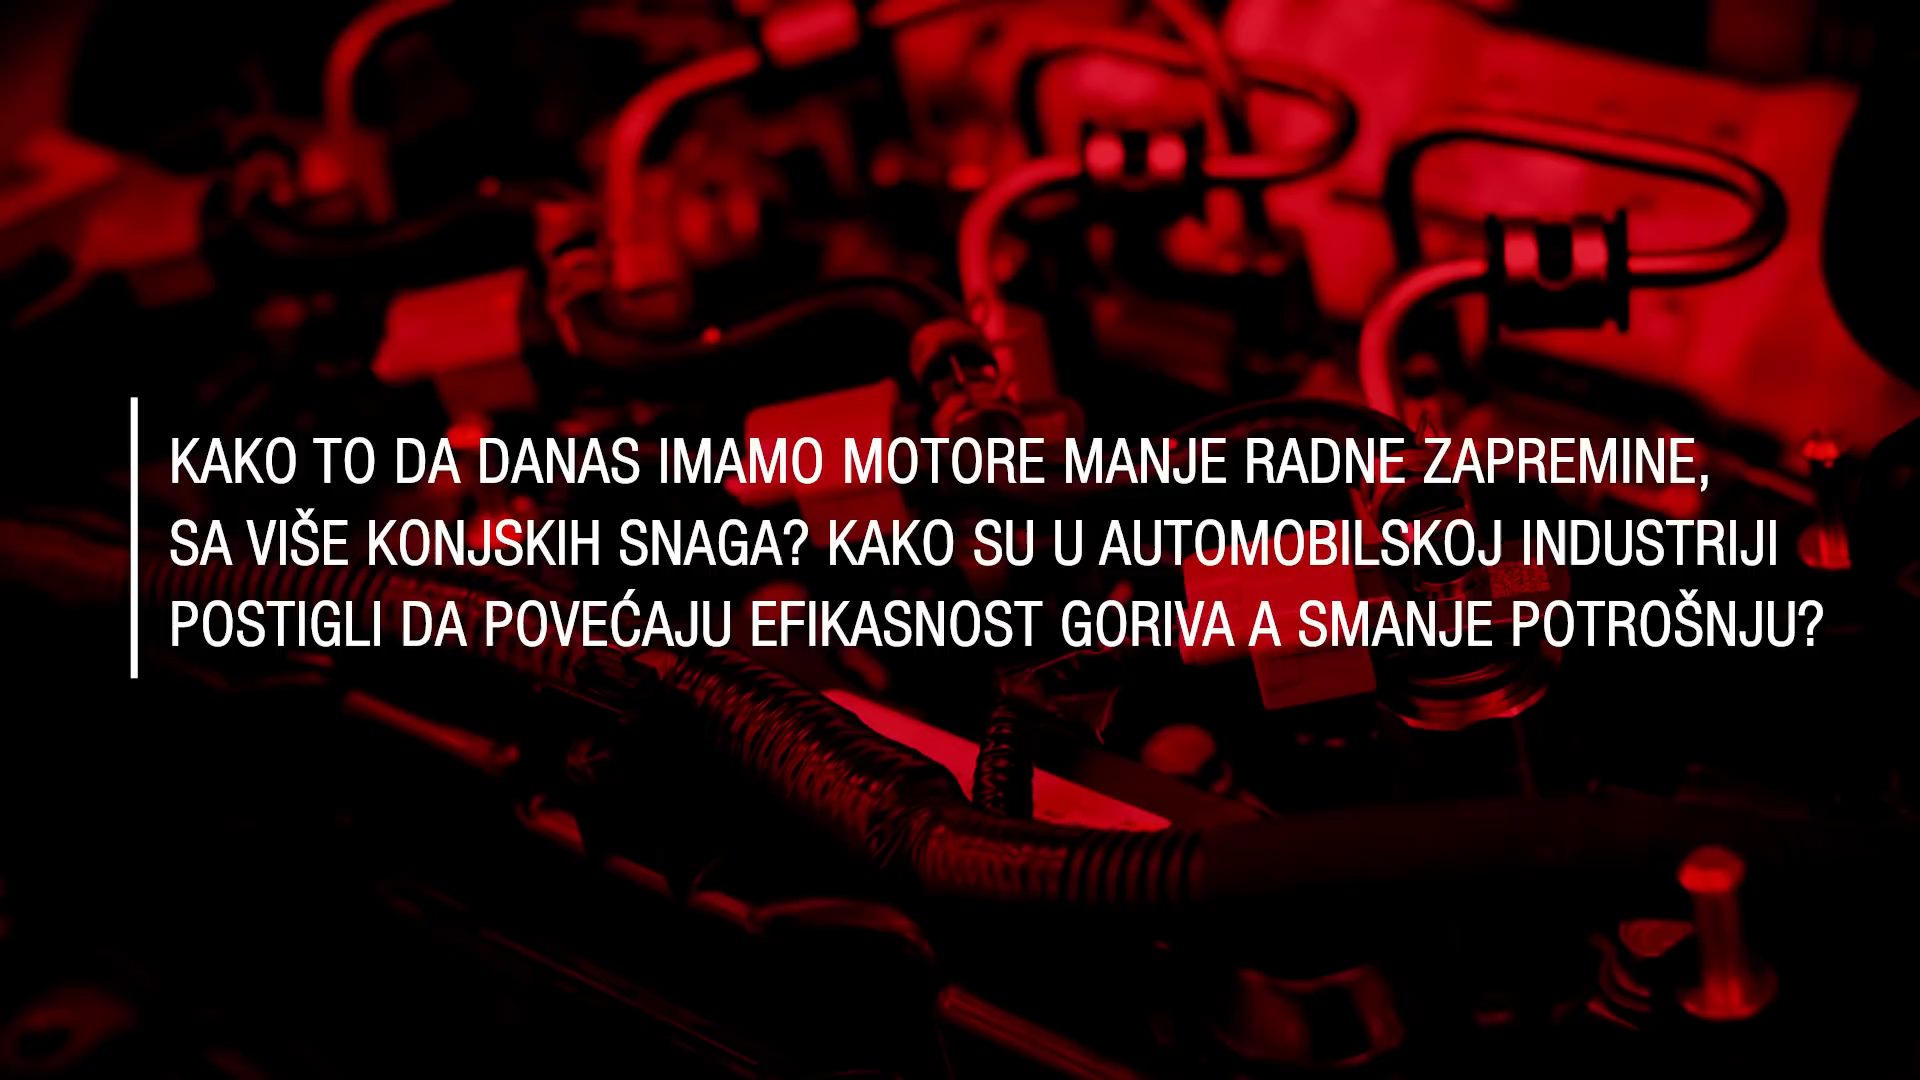 KAKO TO DA DANAS IMAMO MOTORE MANJE RADNE ZAPREMINE,
SA VIŠE KONJSKIH SNAGA? KAKO SU U AUTOMOBILSKOJ INDUSTRIJI
POSTIGLI DA POVEĆAJU EFIKASNOST GORIVA A SMANJE POTROŠNJU?